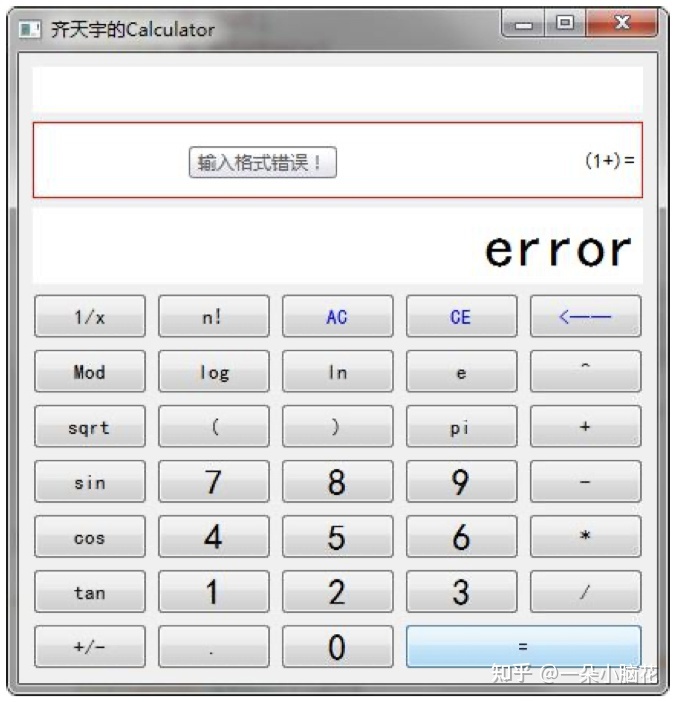 齐天宇的Calculator
输入格式错误！ (1+)=
error
1/x n! AC CE <——
Mod log ln e ^
sqrt ( ) pi +
sin 7 8 9 -
cos 4 5 6 *
tan 1 2 3 /
+/- . 0 =
知乎 @一朵小脑花